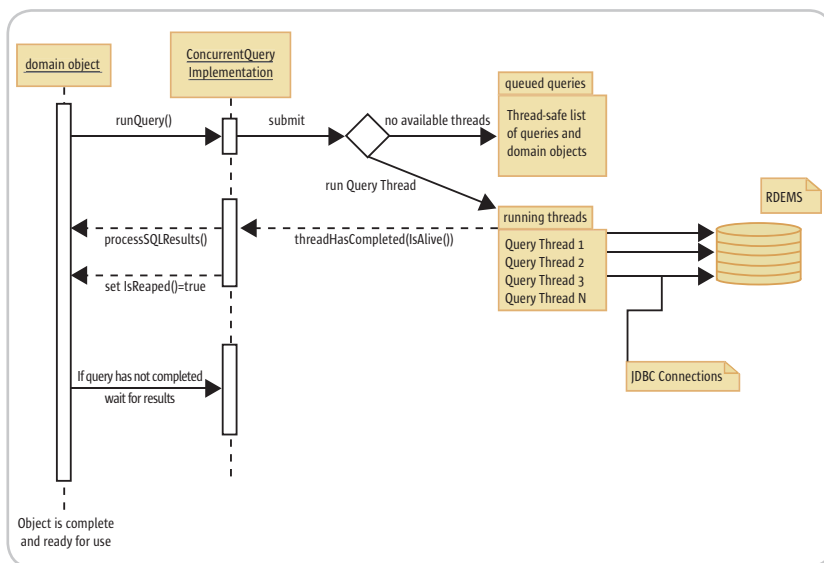 domain object
ConcurrentQuery
Implementation
queued queries
Thread-safe list
of queries and
domain objects
runQuery()
submit
no available threads
run Query Thread
RDEMS
running threads
Query Thread 1
Query Thread 2
Query Thread 3
Query Thread N
processSQLResults()
threadHasCompleted(IsAlive())
set IsReaped()=true
JDBC Connections
If query has not completed
wait for results
Object is complete
and ready for use